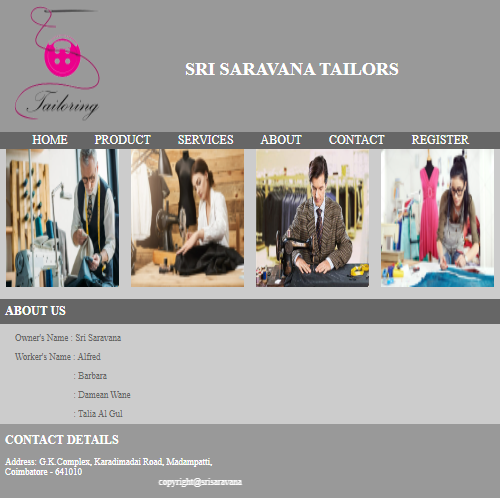 Tailoring
SRI SARAVANA TAILORS
HOME PRODUCT SERVICES ABOUT CONTACT REGISTER
ABOUT US
Owner's Name : Sri Saravana
Worker's Name : Alfred
: Barbara
: Damean Wane
: Talia Al Gul
CONTACT DETAILS
Address: G.K.Complex, Karadimadai Road, Madampatti,
Coimbatore - 641010
copyright@srisaravana